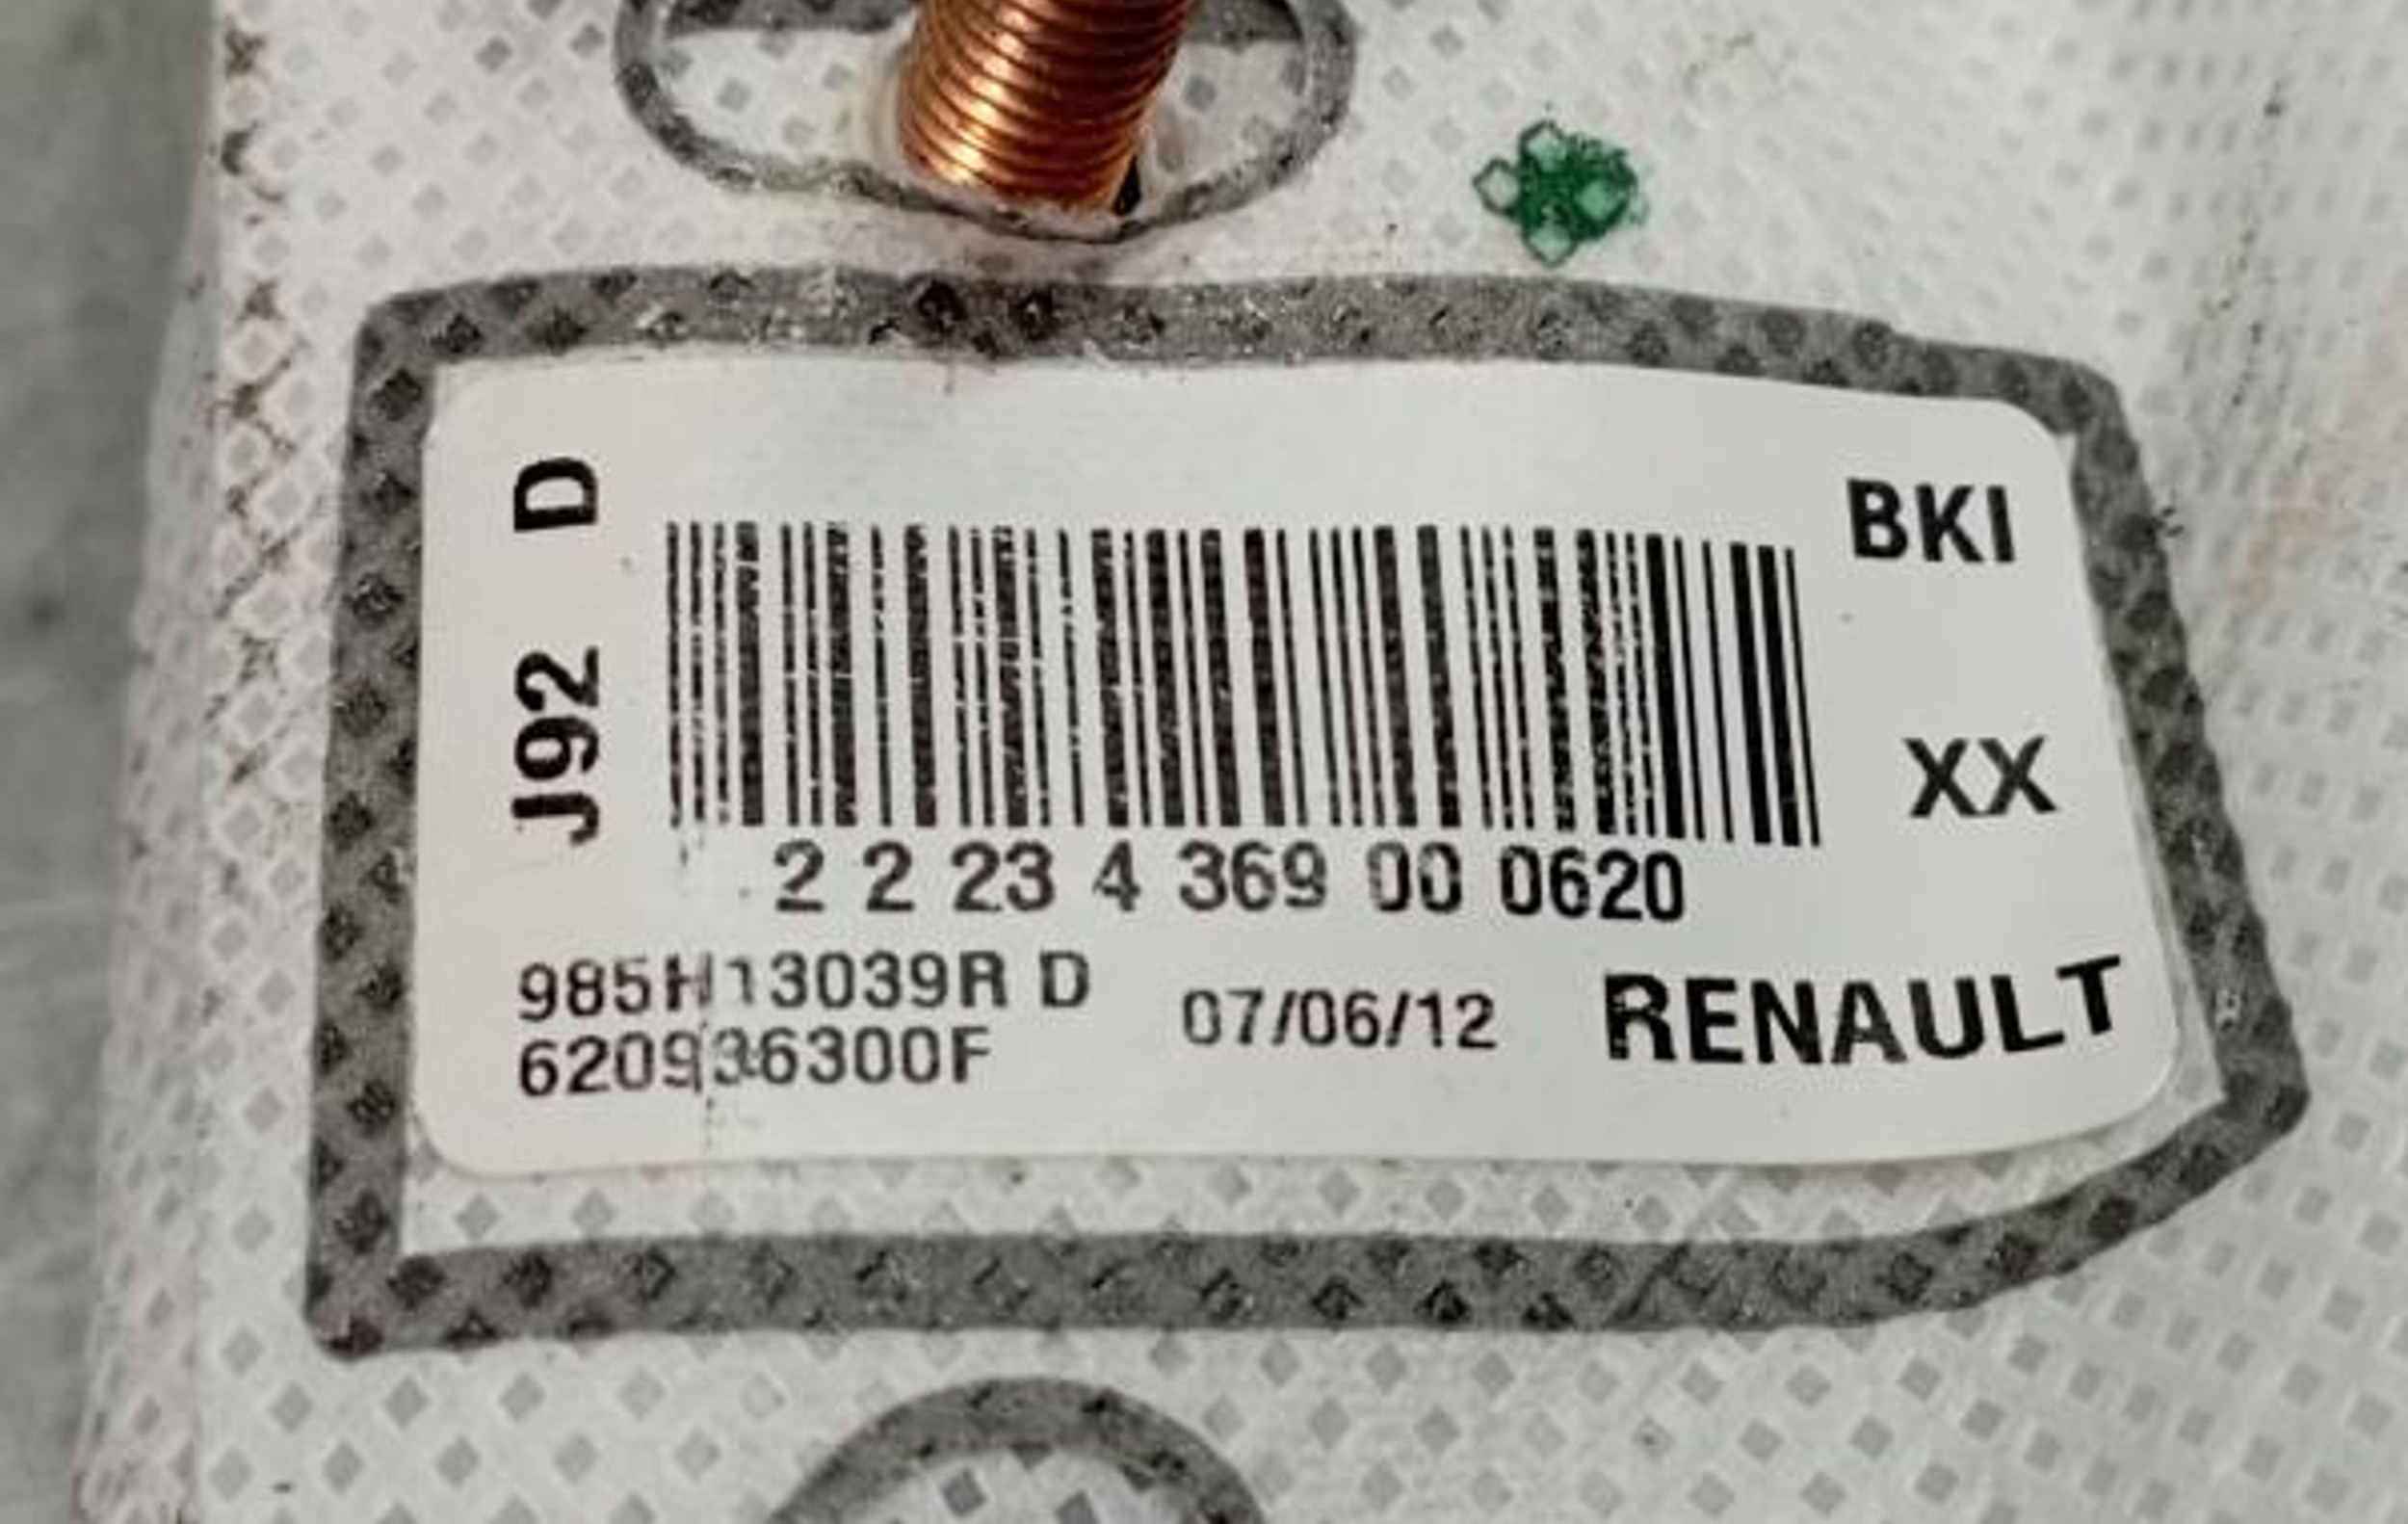 J92 D
BKI
XX
2 2 23 4 369 00 0620
985H13039R D
620936300F
07/06/12
RENAULT